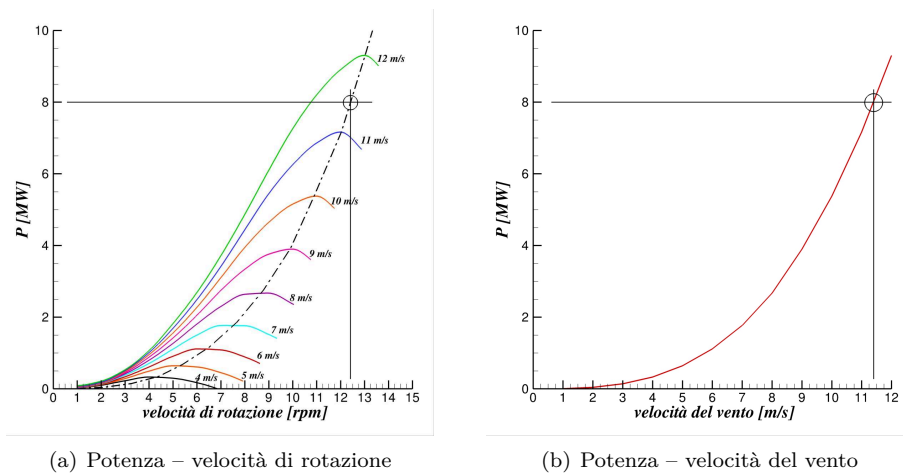 10
8
6
4
2
0
P [MW]
12 m/s
11 m/s
10 m/s
9 m/s
8 m/s
7 m/s
6 m/s
5 m/s
4 m/s
0 1 2 3 4 5 6 7 8 9 10 11 12 13 14 15
velocità di rotazione [rpm]
(a) Potenza – velocità di rotazione
10
8
6
4
2
0
P [MW]
0 1 2 3 4 5 6 7 8 9 10 11 12
velocità del vento [m/s]
(b) Potenza – velocità del vento